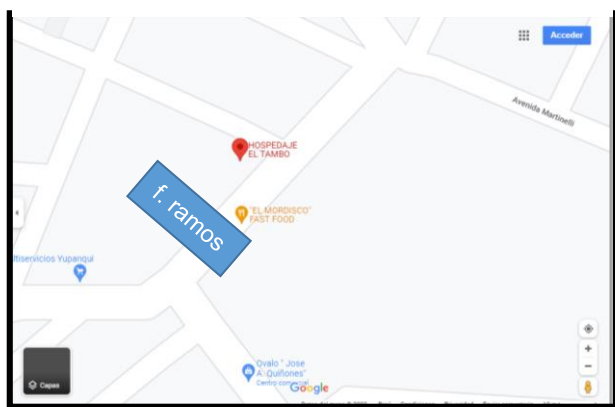 Acceder
Avenida Martinelli
HOSPEDAJE
EL TAMBO
f. ramos
"EL MORDISCO"
FAST FOOD
ltiservicios Yupanqui
Ovalo " Jose
A. Quiñones"
Centro comercial
Capas
Google